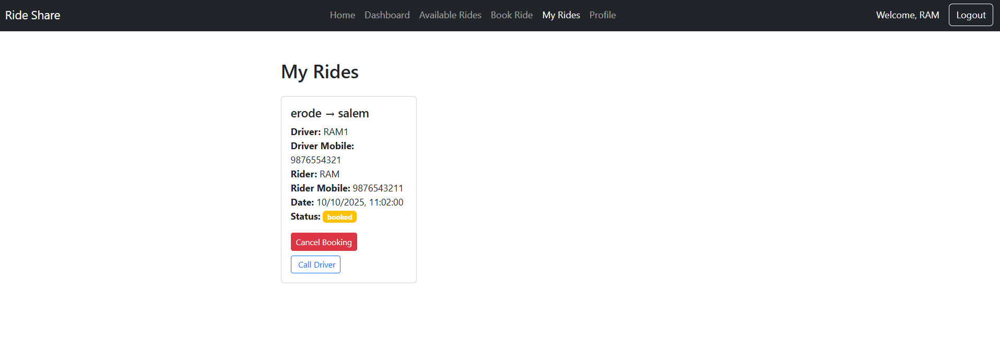 Ride Share
Home Dashboard Available Rides Book Ride My Rides Profile
Welcome, RAM Logout
My Rides
erode → salem
Driver: RAM1
Driver Mobile:
9876554321
Rider: RAM
Rider Mobile: 9876543211
Date: 10/10/2025, 11:02:00
Status: booked
Cancel Booking
Call Driver